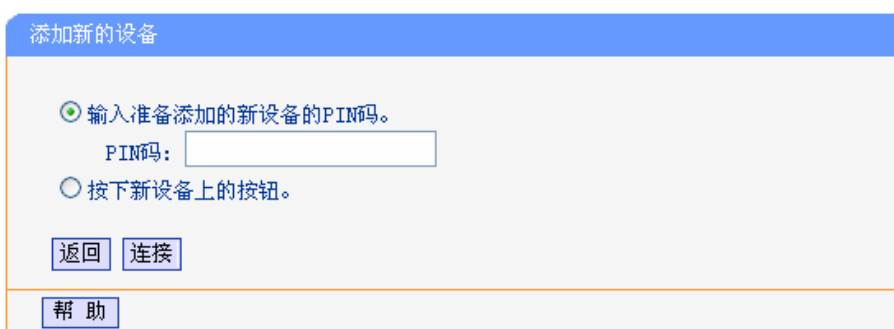 添加新的设备
输入准备添加的新设备的PIN码。
PIN码:
按下新设备上的按钮。
返回 连接
帮 助